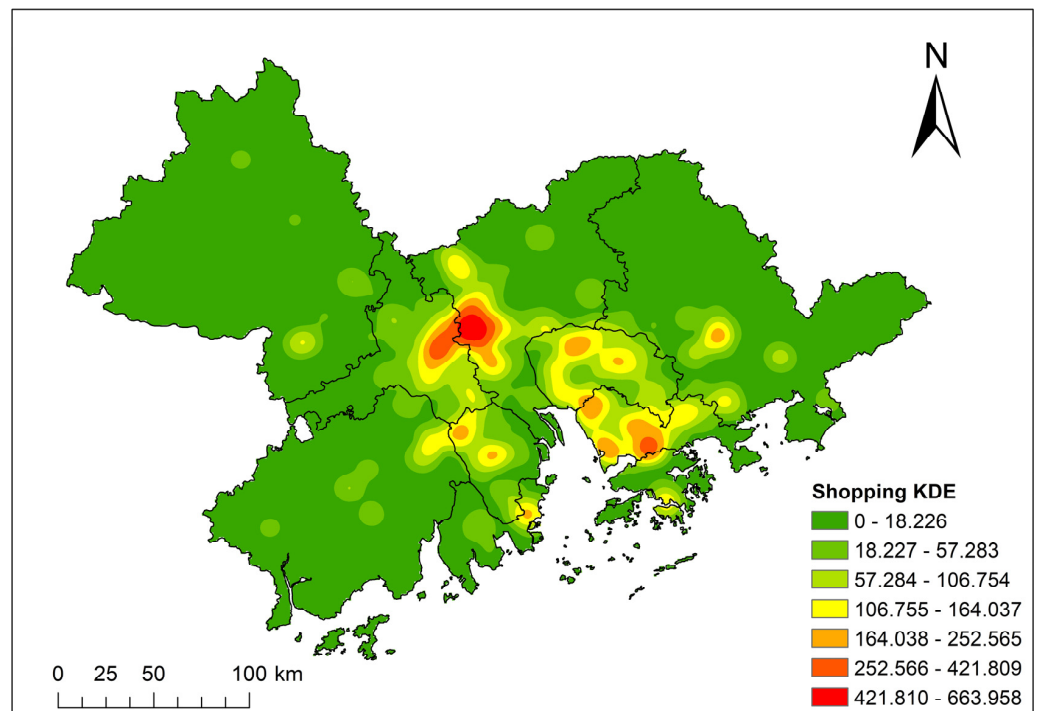 N
Shopping KDE
0 - 18.226
18.227 - 57.283
57.284 - 106.754
106.755 - 164.037
164.038 - 252.565
252.566 - 421.809
421.810 - 663.958
0 50 100 km